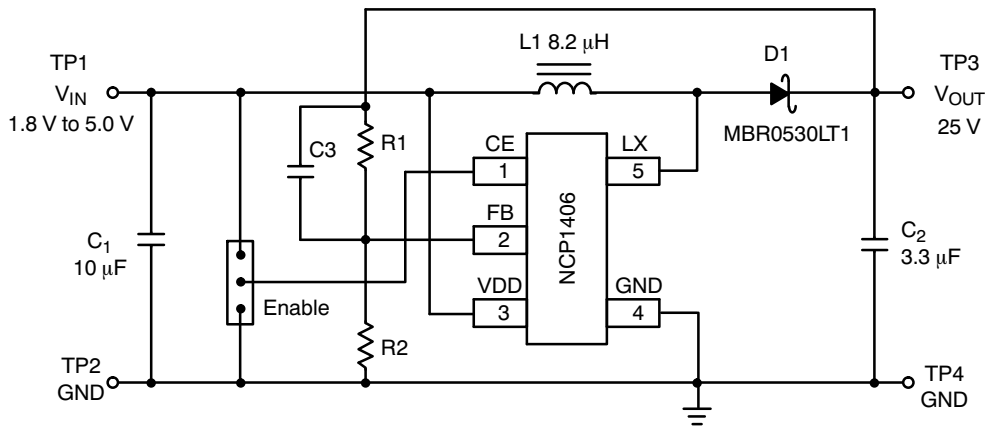 TP1
V_IN
1.8 V to 5.0 V
L1 8.2 μH
D1
MBR0530LT1
TP3
V_OUT
25 V
C3
R1
CE
1
LX
5
FB
2
NCP1406
VDD
3
GND
4
C₁
10 μF
Enable
R2
C₂
3.3 μF
TP2
GND
TP4
GND